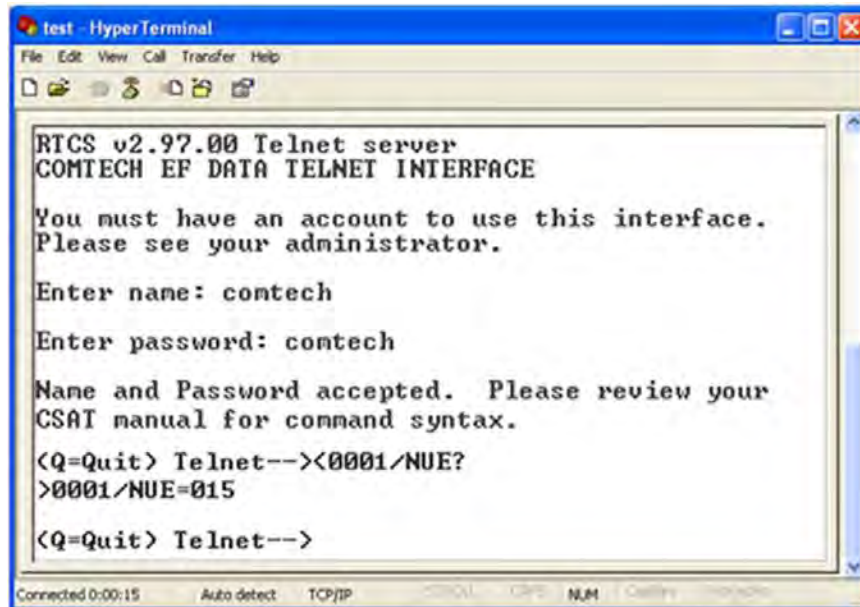 test - HyperTerminal
File Edit View Call Transfer Help
RTCS v2.97.00 Telnet server
COMTECH EF DATA TELNET INTERFACE
You must have an account to use this interface.
Please see your administrator.
Enter name: comtech
Enter password: comtech
Name and Password accepted.  Please review your
CSAT manual for command syntax.
(Q=Quit) Telnet--><0001/NUE?
>0001/NUE=015
(Q=Quit) Telnet-->
Connected 0:00:15 Auto detect TCP/IP SCROLL CAPS NUM